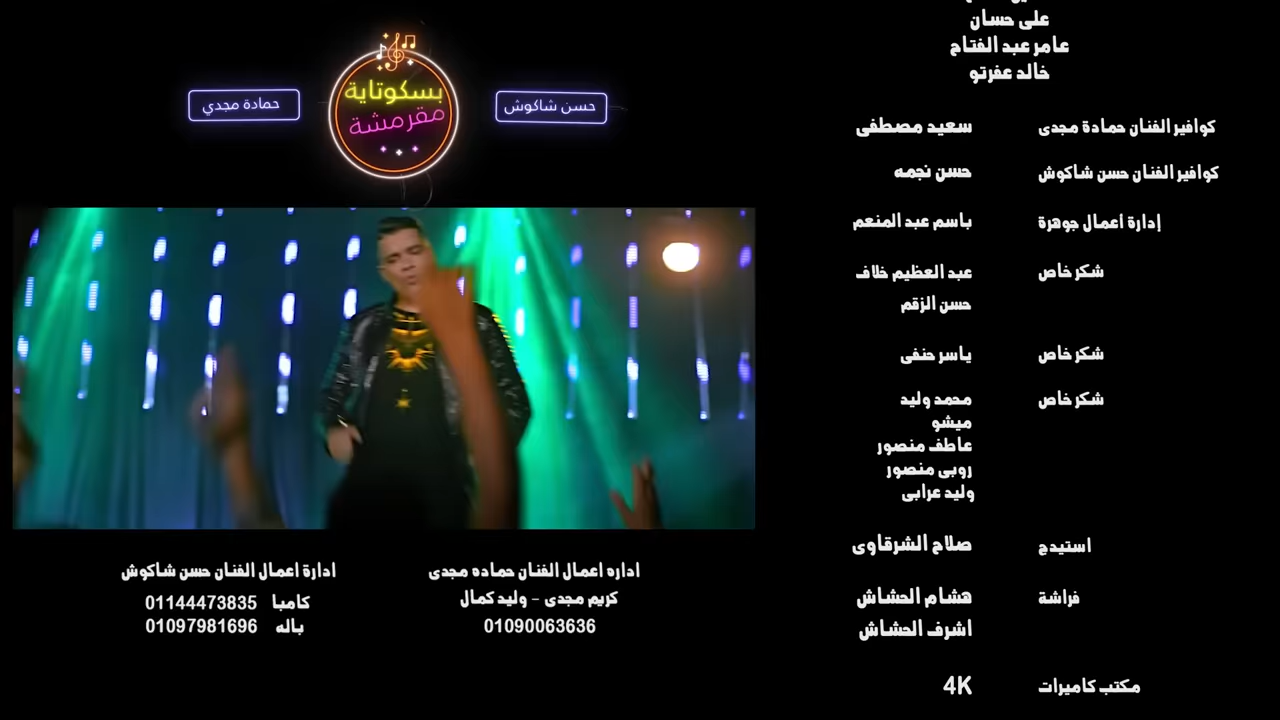 على حسان
عامر عبد الفتاح
خالد عفرتو
كوافير الفنان حمادة مجدى سعيد مصطفى
كوافير الفنان حسن شاكوش حسن نجمه
إدارة اعمال جوهرة باسم عبد المنعم
شكر خاص عبد العظيم خلاف
حسن الزقم
شكر خاص ياسر حنفى
شكر خاص محمد وليد
ميشو
عاطف منصور
روبى منصور
وليد عرابى
استيدج صلاح الشرقاوى
فراشة هشام الحشاش
اشرف الحشاش
مكتب كاميرات 4K
حسن شاكوش
بسكوتاية
مقرمشة
حمادة مجدي
اداره اعمال الفنان حماده مجدى
كريم مجدى - وليد كمال
01090063636
ادارة اعمال الفنان حسن شاكوش
كامبا 01144473835
باله 01097981696